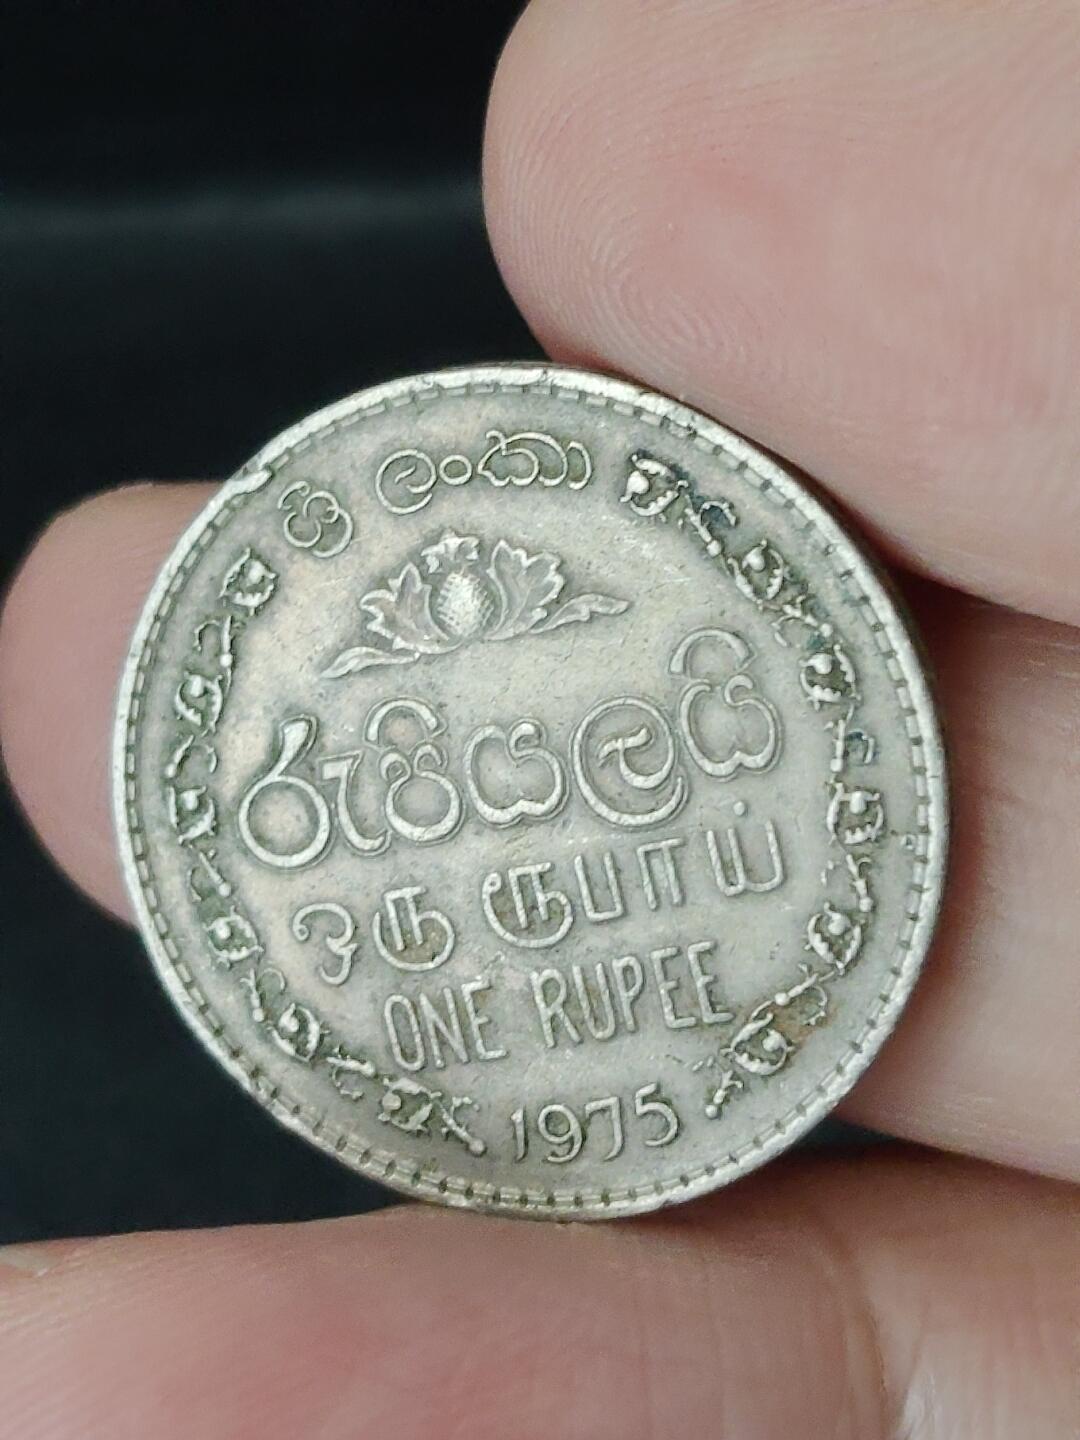 ශ්‍රී ලංකා
රුපියලයි
ஒரு ரூபாய்
ONE RUPEE
1975